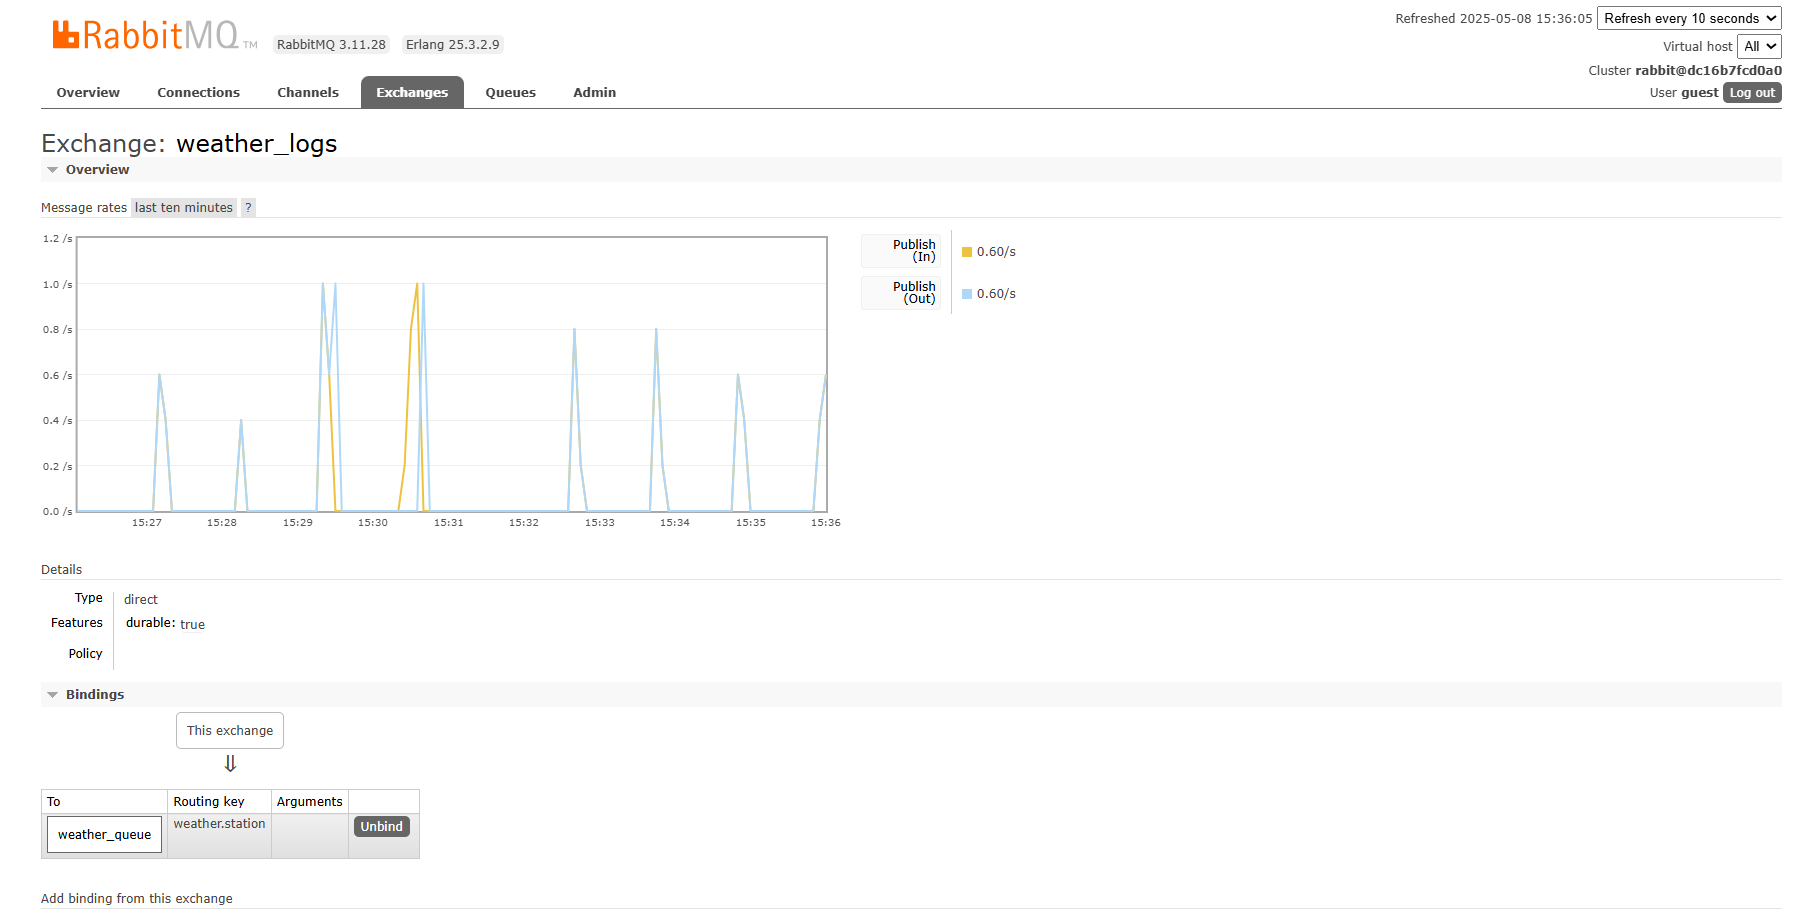 Refreshed 2025-05-08 15:36:05 Refresh every 10 seconds
RabbitMQ TM RabbitMQ 3.11.28 Erlang 25.3.2.9
Virtual host All
Cluster rabbit@dc16b7fcd0a0
User guest Log out
Overview Connections Channels Exchanges Queues Admin
Exchange: weather_logs
Overview
Message rates last ten minutes ?
1.2 /s
1.0 /s
0.8 /s
0.6 /s
0.4 /s
0.2 /s
0.0 /s
15:27 15:28 15:29 15:30 15:31 15:32 15:33 15:34 15:35 15:36
Publish
(In)
0.60/s
Publish
(Out)
0.60/s
Details
Type direct
Features durable: true
Policy
Bindings
This exchange
⇓
To Routing key Arguments
weather_queue weather.station Unbind
Add binding from this exchange